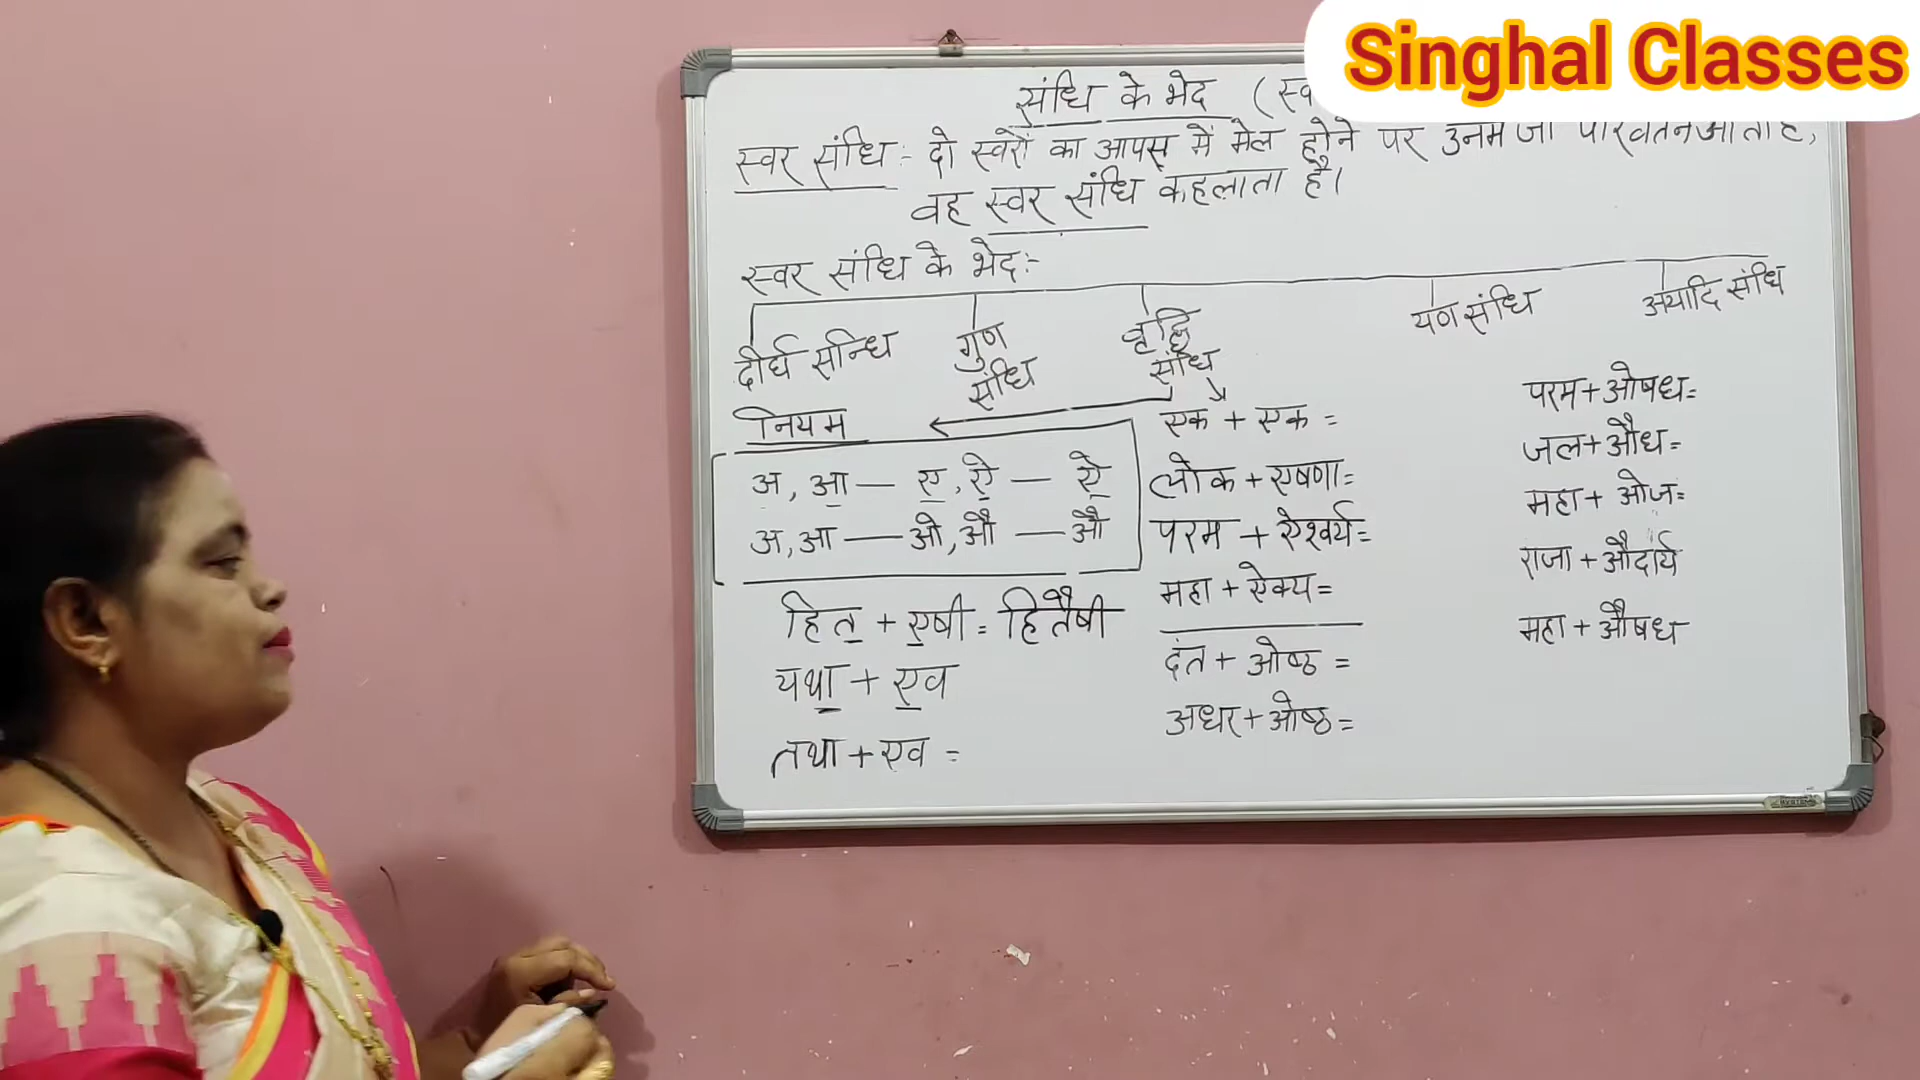 Singhal Classes
संधि के भेद (स्व
स्वर संधि :- दो स्वरों का आपस में मेल होने पर उनमें जो परिवर्तन आता है,
वह स्वर संधि कहलाता है।
स्वर संधि के भेद:-
दीर्घ सन्धि
गुण संधि
वृद्धि संधि
यण संधि
अयादि संधि
नियम
अ, आ — ए, ऐ — ऐ
अ, आ — ओ, औ — औ
हित + एषी = हितैषी
यथा + एव
तथा + एव =
एक + एक =
लोक + एषणा =
परम + ऐश्वर्य =
महा + ऐक्य =
दंत + ओष्ठ =
अधर + ओष्ठ =
परम + ओषध =
जल + औध =
महा + ओज =
राजा + औदार्य
महा + औषध